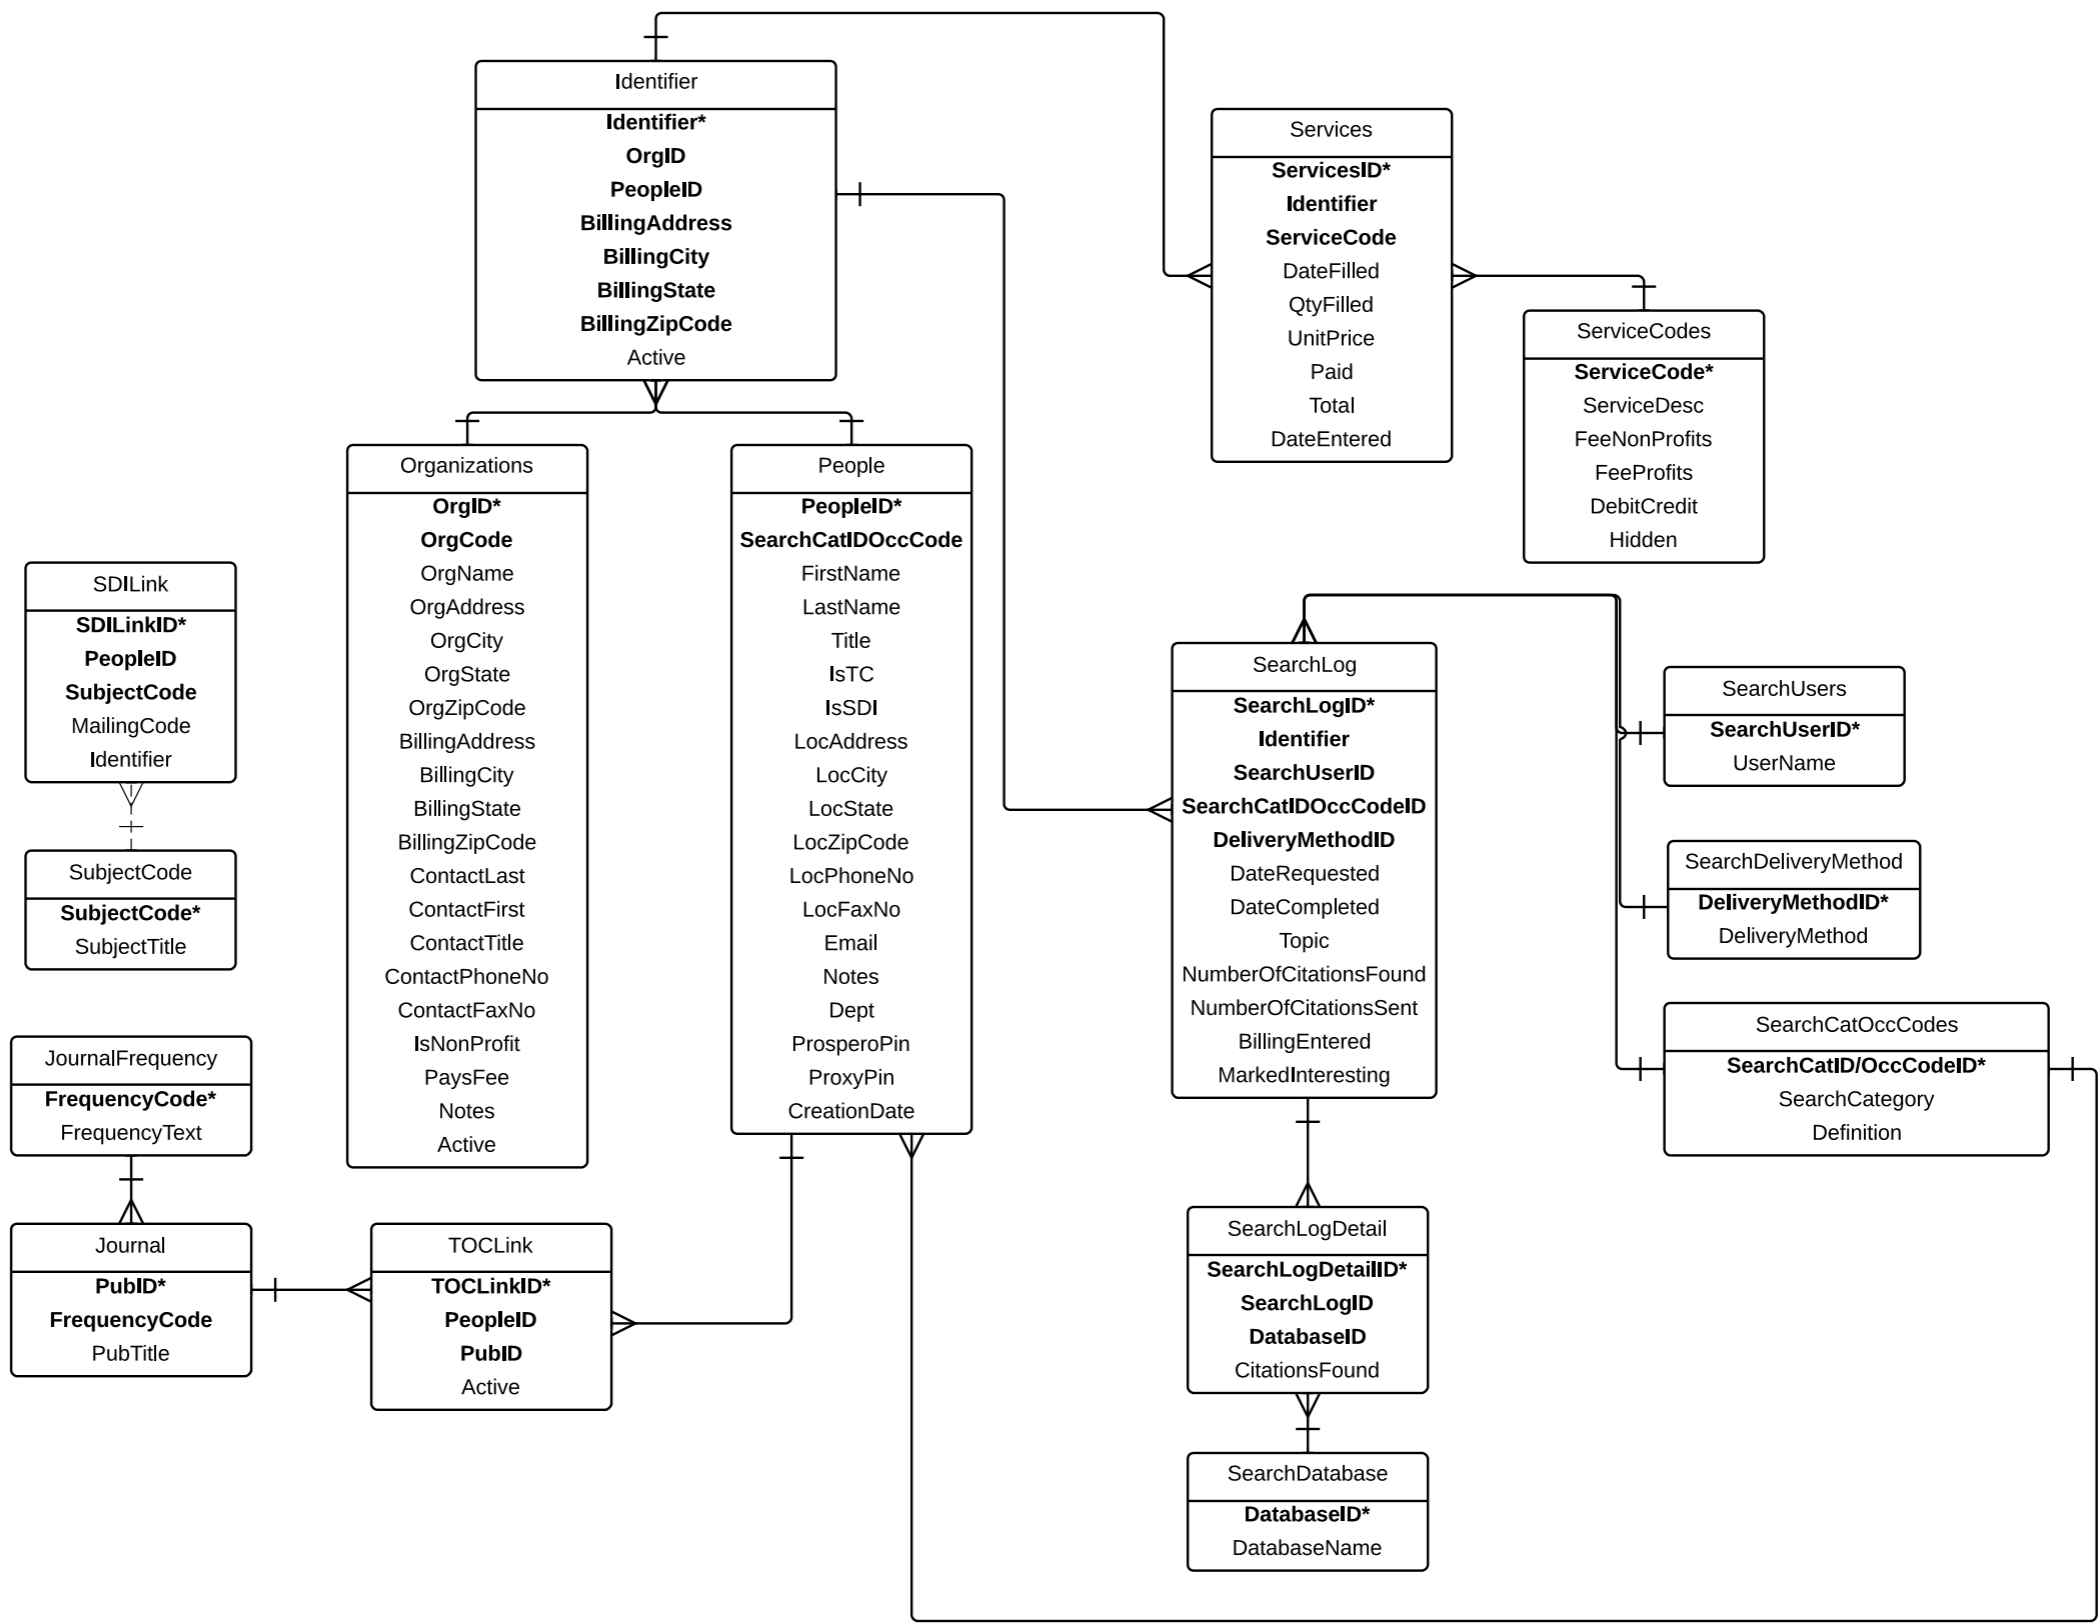 Identifier
Identifier*
OrgID
PeopleID
BillingAddress
BillingCity
BillingState
BillingZipCode
Active
Services
ServicesID*
Identifier
ServiceCode
DateFilled
QtyFilled
UnitPrice
Paid
Total
DateEntered
ServiceCodes
ServiceCode*
ServiceDesc
FeeNonProfits
FeeProfits
DebitCredit
Hidden
Organizations
OrgID*
OrgCode
OrgName
OrgAddress
OrgCity
OrgState
OrgZipCode
BillingAddress
BillingCity
BillingState
BillingZipCode
ContactLast
ContactFirst
ContactTitle
ContactPhoneNo
ContactFaxNo
IsNonProfit
PaysFee
Notes
Active
People
PeopleID*
SearchCatIDOccCode
FirstName
LastName
Title
IsTC
IsSDI
LocAddress
LocCity
LocState
LocZipCode
LocPhoneNo
LocFaxNo
Email
Notes
Dept
ProsperoPin
ProxyPin
CreationDate
SDILink
SDILinkID*
PeopleID
SubjectCode
MailingCode
Identifier
SubjectCode
SubjectCode*
SubjectTitle
SearchLog
SearchLogID*
Identifier
SearchUserID
SearchCatIDOccCodeID
DeliveryMethodID
DateRequested
DateCompleted
Topic
NumberOfCitationsFound
NumberOfCitationsSent
BillingEntered
MarkedInteresting
SearchUsers
SearchUserID*
UserName
SearchDeliveryMethod
DeliveryMethodID*
DeliveryMethod
SearchCatOccCodes
SearchCatID/OccCodeID*
SearchCategory
Definition
JournalFrequency
FrequencyCode*
FrequencyText
Journal
PubID*
FrequencyCode
PubTitle
TOCLink
TOCLinkID*
PeopleID
PubID
Active
SearchLogDetail
SearchLogDetailID*
SearchLogID
DatabaseID
CitationsFound
SearchDatabase
DatabaseID*
DatabaseName